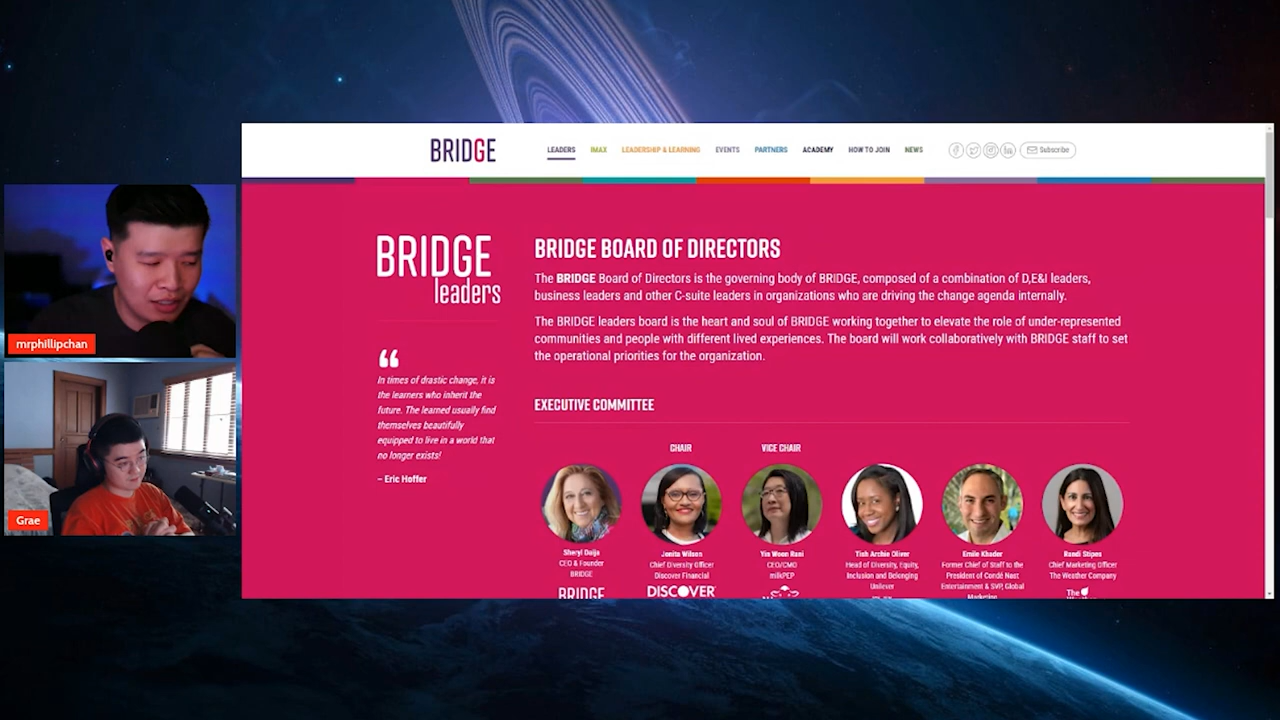 BRIDGE
LEADERS IMAX LEADERSHIP & LEARNING EVENTS PARTNERS ACADEMY HOW TO JOIN NEWS Subscribe
mrphillipchan
Grae
BRIDGE
leaders
“
In times of drastic change, it is
the learners who inherit the
future. The learned usually find
themselves beautifully
equipped to live in a world that
no longer exists!
– Eric Hoffer
BRIDGE BOARD OF DIRECTORS
The BRIDGE Board of Directors is the governing body of BRIDGE, composed of a combination of D,E&I leaders,
business leaders and other C-suite leaders in organizations who are driving the change agenda internally.
The BRIDGE leaders board is the heart and soul of BRIDGE working together to elevate the role of under-represented
communities and people with different lived experiences. The board will work collaboratively with BRIDGE staff to set
the operational priorities for the organization.
EXECUTIVE COMMITTEE
Sheryl Daija
CEO & Founder
BRIDGE
BRIDGE
CHAIR
Jonita Wilson
Chief Diversity Officer
Discover Financial
DISCOVER
VICE CHAIR
Yin Woon Rani
CEO/CMO
milkPEP
Tish Archie Oliver
Head of Diversity, Equity,
Inclusion and Belonging
Unilever
Emile Khader
Former Chief of Staff to the
President of Condé Nast
Entertainment & SVP, Global
Marketing
Randi Stipes
Chief Marketing Officer
The Weather Company
The